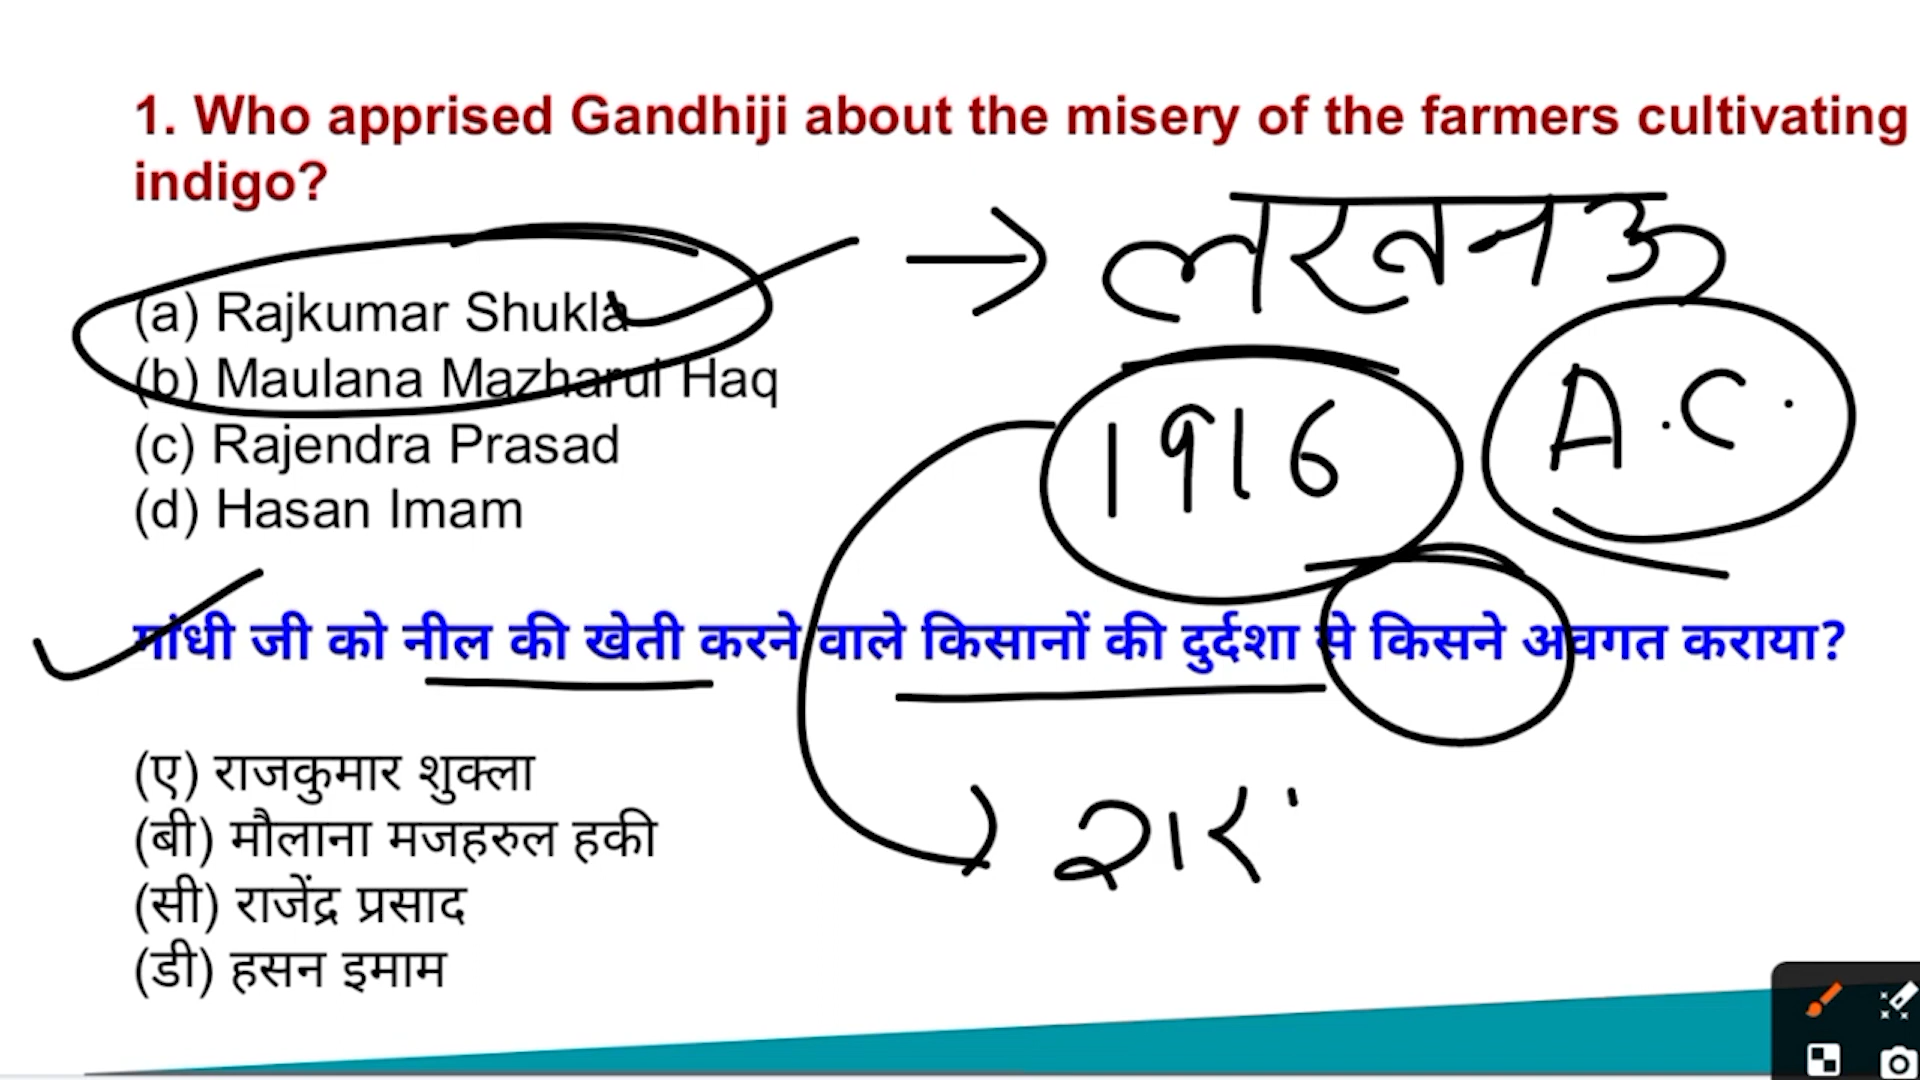 1. Who apprised Gandhiji about the misery of the farmers cultivating
indigo?
(a) Rajkumar Shukla
(b) Maulana Mazharul Haq
(c) Rajendra Prasad
(d) Hasan Imam
लखनऊ
1916
A.C.
गांधी जी को नील की खेती करने वाले किसानों की दुर्दशा से किसने अवगत कराया?
(ए) राजकुमार शुक्ला
(बी) मौलाना मजहरुल हकी
(सी) राजेंद्र प्रसाद
(डी) हसन इमाम